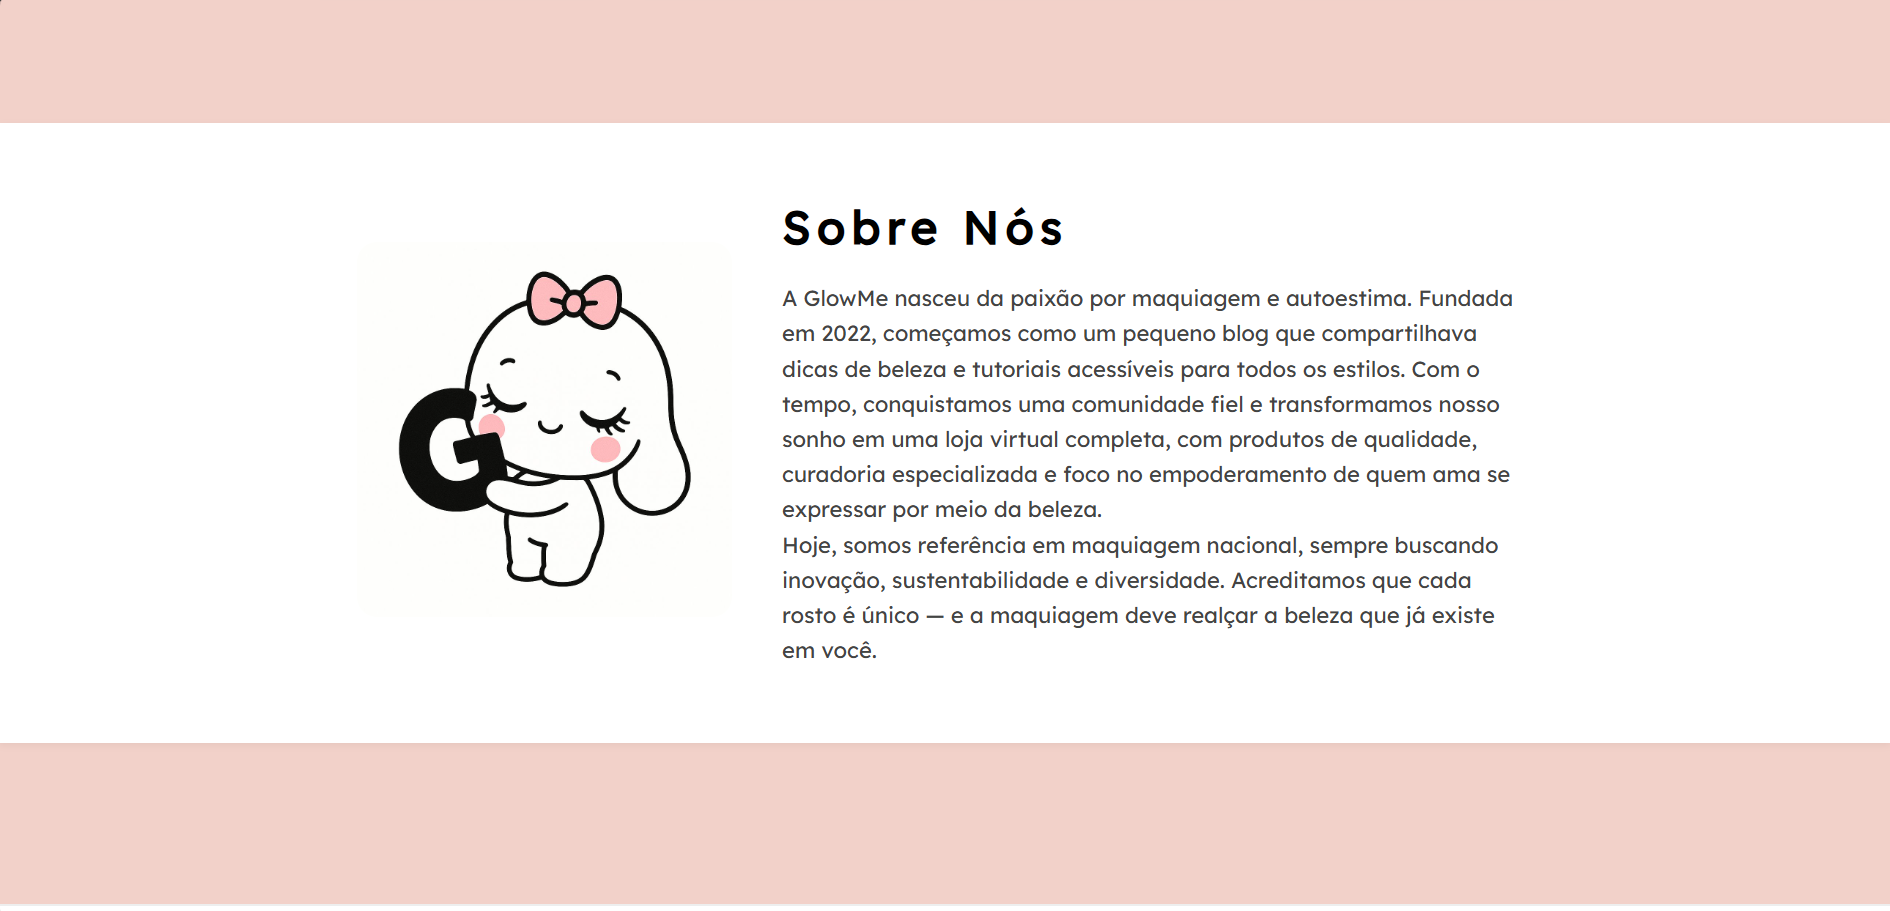 Sobre Nós
G
A GlowMe nasceu da paixão por maquiagem e autoestima. Fundada
em 2022, começamos como um pequeno blog que compartilhava
dicas de beleza e tutoriais acessíveis para todos os estilos. Com o
tempo, conquistamos uma comunidade fiel e transformamos nosso
sonho em uma loja virtual completa, com produtos de qualidade,
curadoria especializada e foco no empoderamento de quem ama se
expressar por meio da beleza.
Hoje, somos referência em maquiagem nacional, sempre buscando
inovação, sustentabilidade e diversidade. Acreditamos que cada
rosto é único — e a maquiagem deve realçar a beleza que já existe
em você.